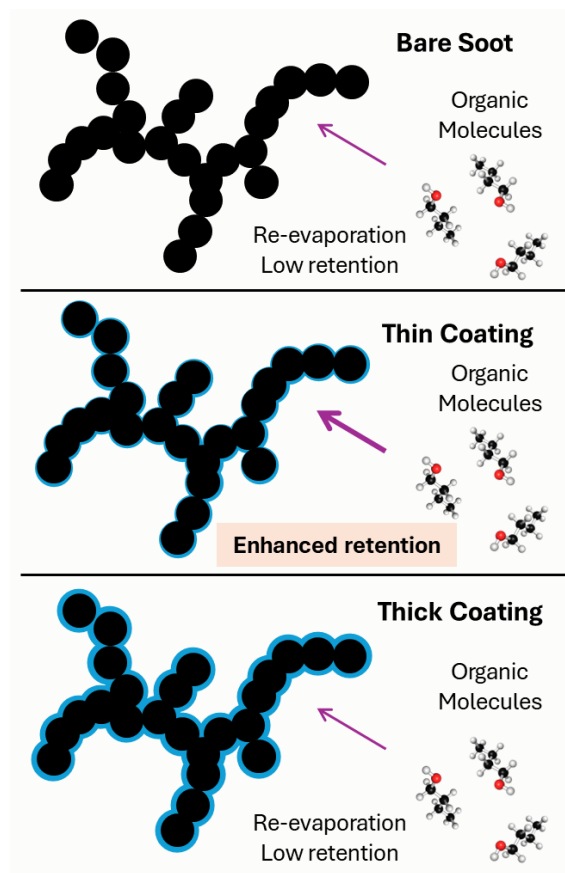 Bare Soot
Organic
Molecules
Re-evaporation
Low retention
Thin Coating
Organic
Molecules
Enhanced retention
Thick Coating
Organic
Molecules
Re-evaporation
Low retention